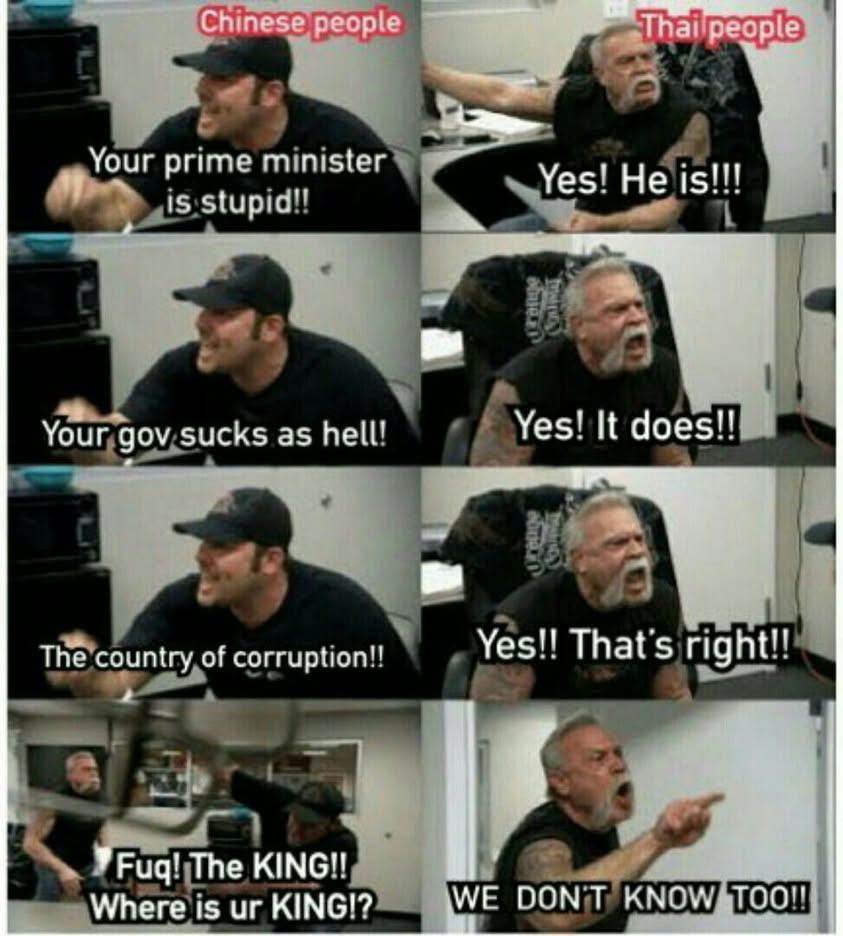 Chinese people
Thai people
Your prime minister
is stupid!!
Yes! He is!!!
Your gov sucks as hell!
Yes! It does!!
The country of corruption!!
Yes!! That's right!!
Fuq! The KING!!
Where is ur KING!?
WE DON'T KNOW TOO!!